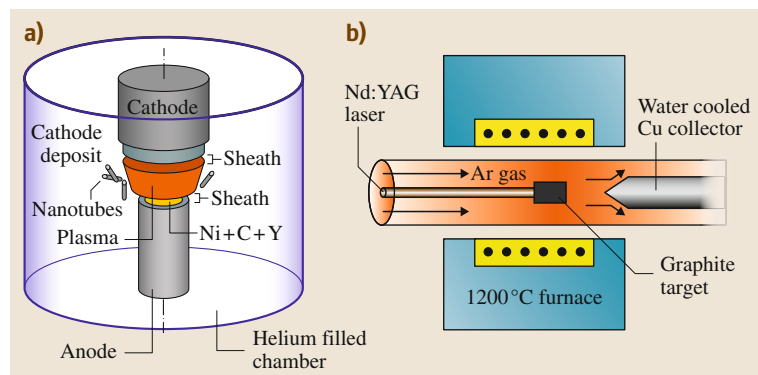 a)
Cathode
Cathode
deposit
Sheath
Nanotubes
Sheath
Plasma
Ni+C+Y
Anode
Helium filled
chamber
b)
Nd:YAG
laser
Water cooled
Cu collector
Ar gas
Graphite
target
1200°C furnace